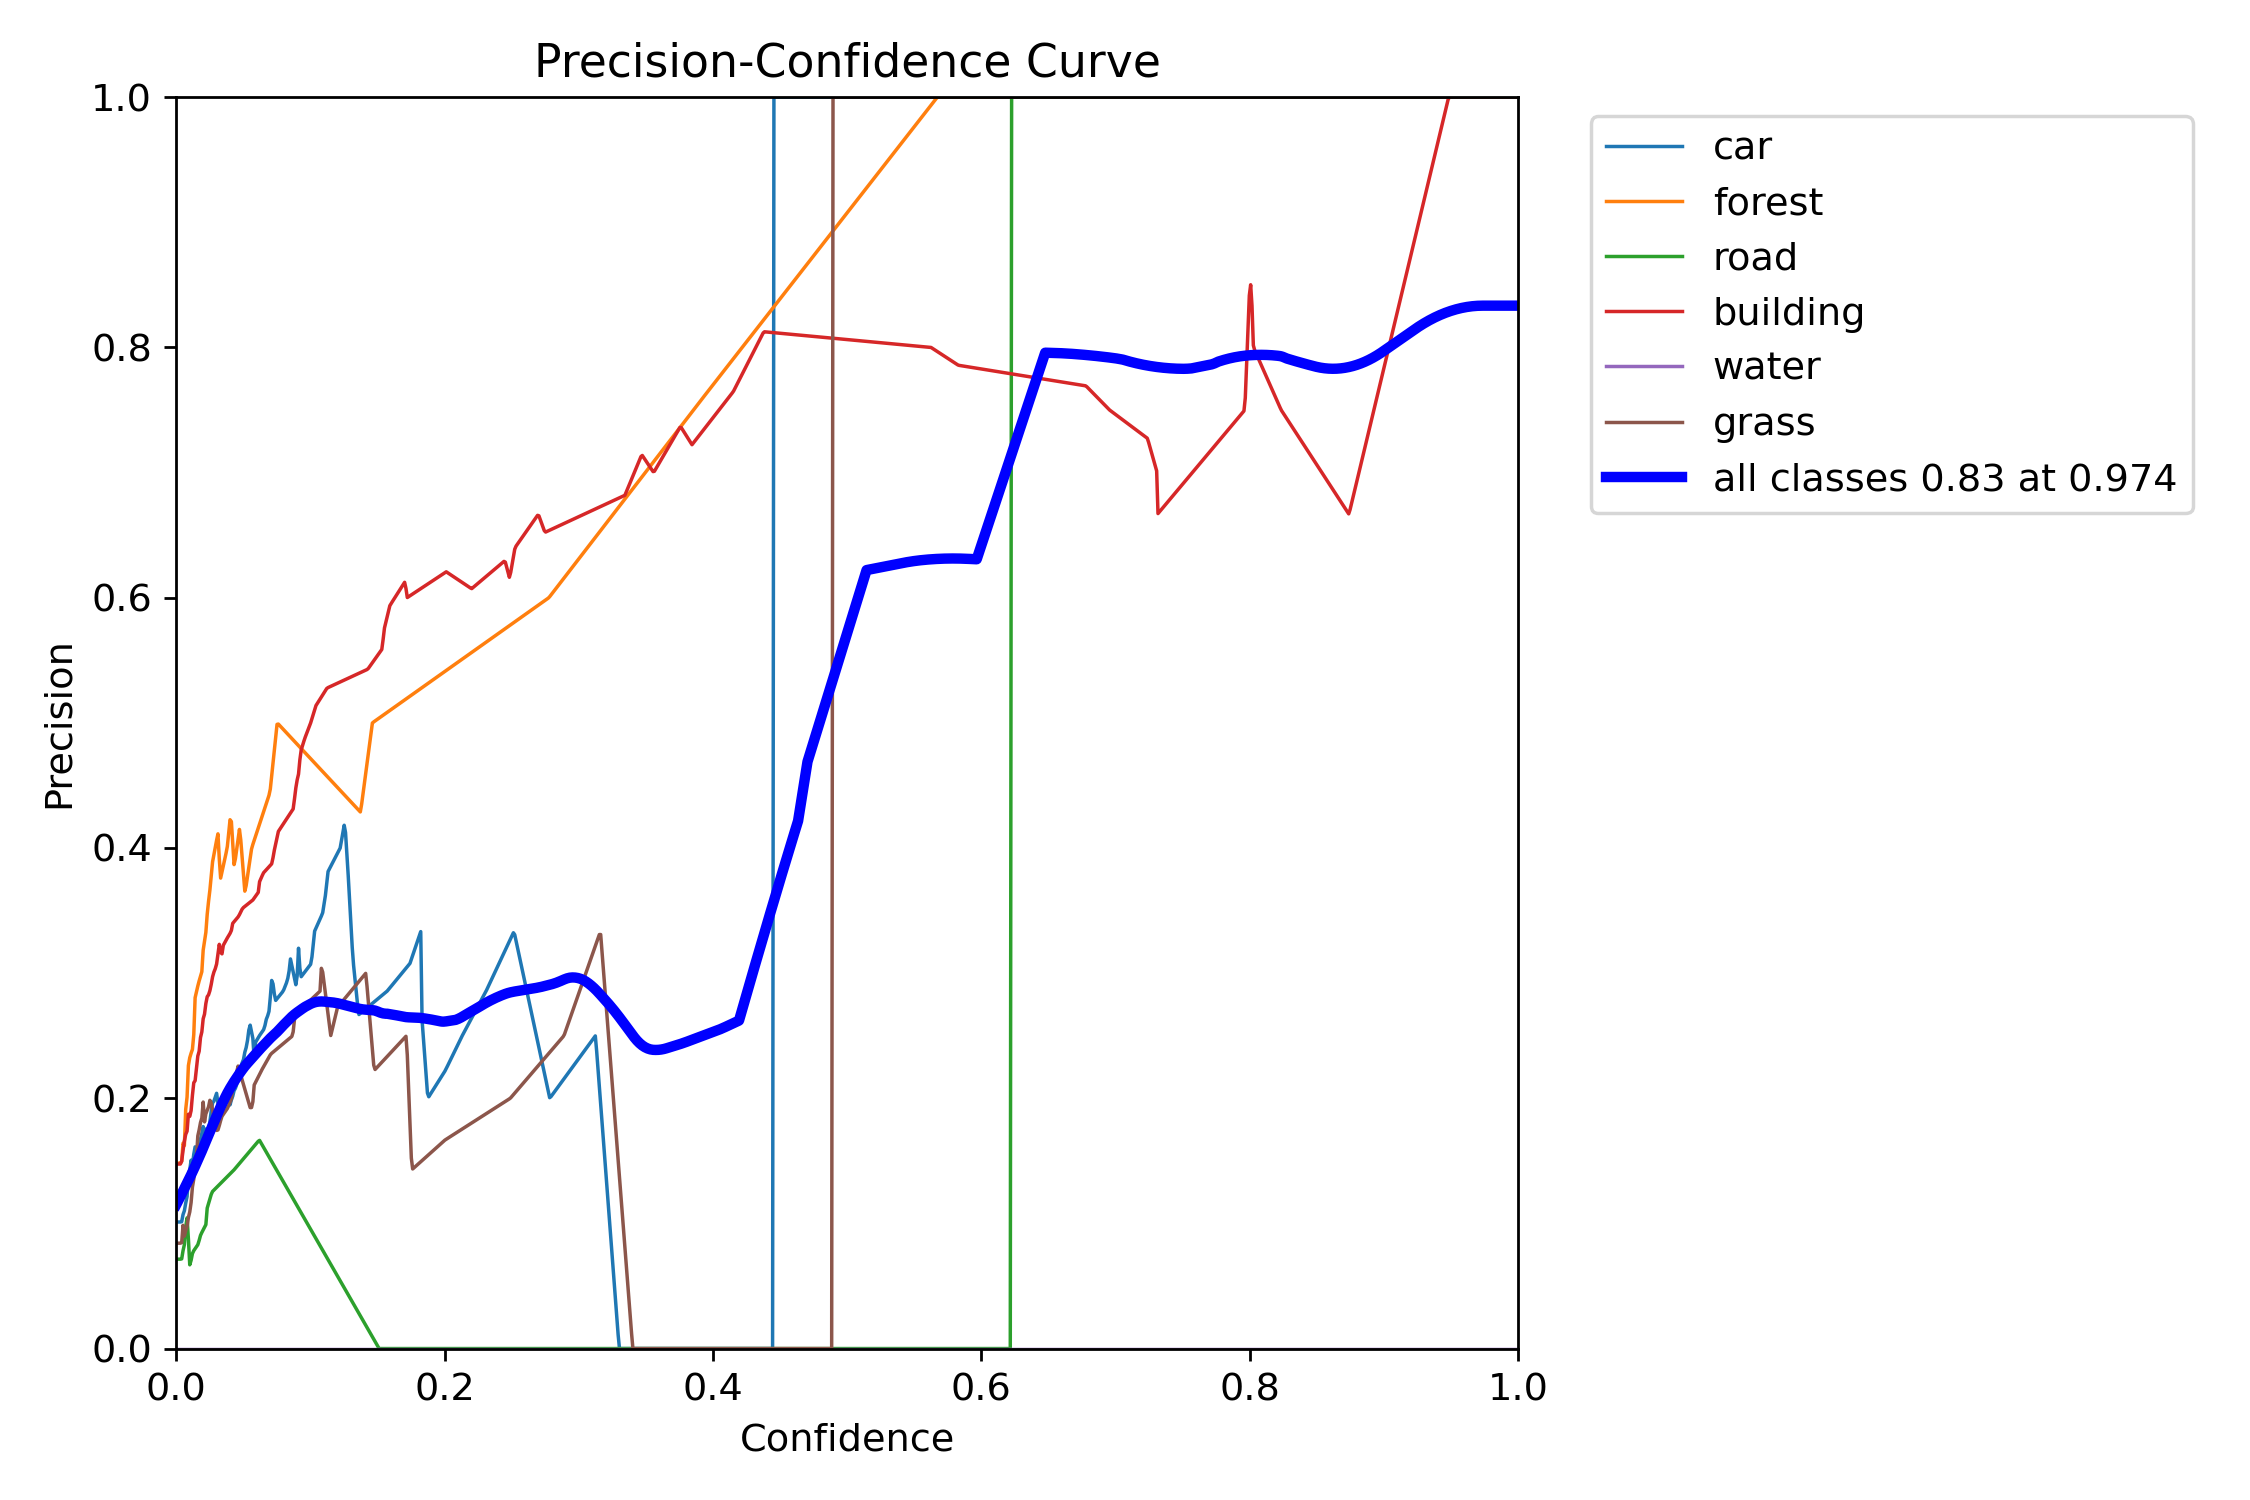 Precision-Confidence Curve
1.0
0.8
0.6
0.4
0.2
0.0
Precision
0.0 0.2 0.4 0.6 0.8 1.0
Confidence
car
forest
road
building
water
grass
all classes 0.83 at 0.974